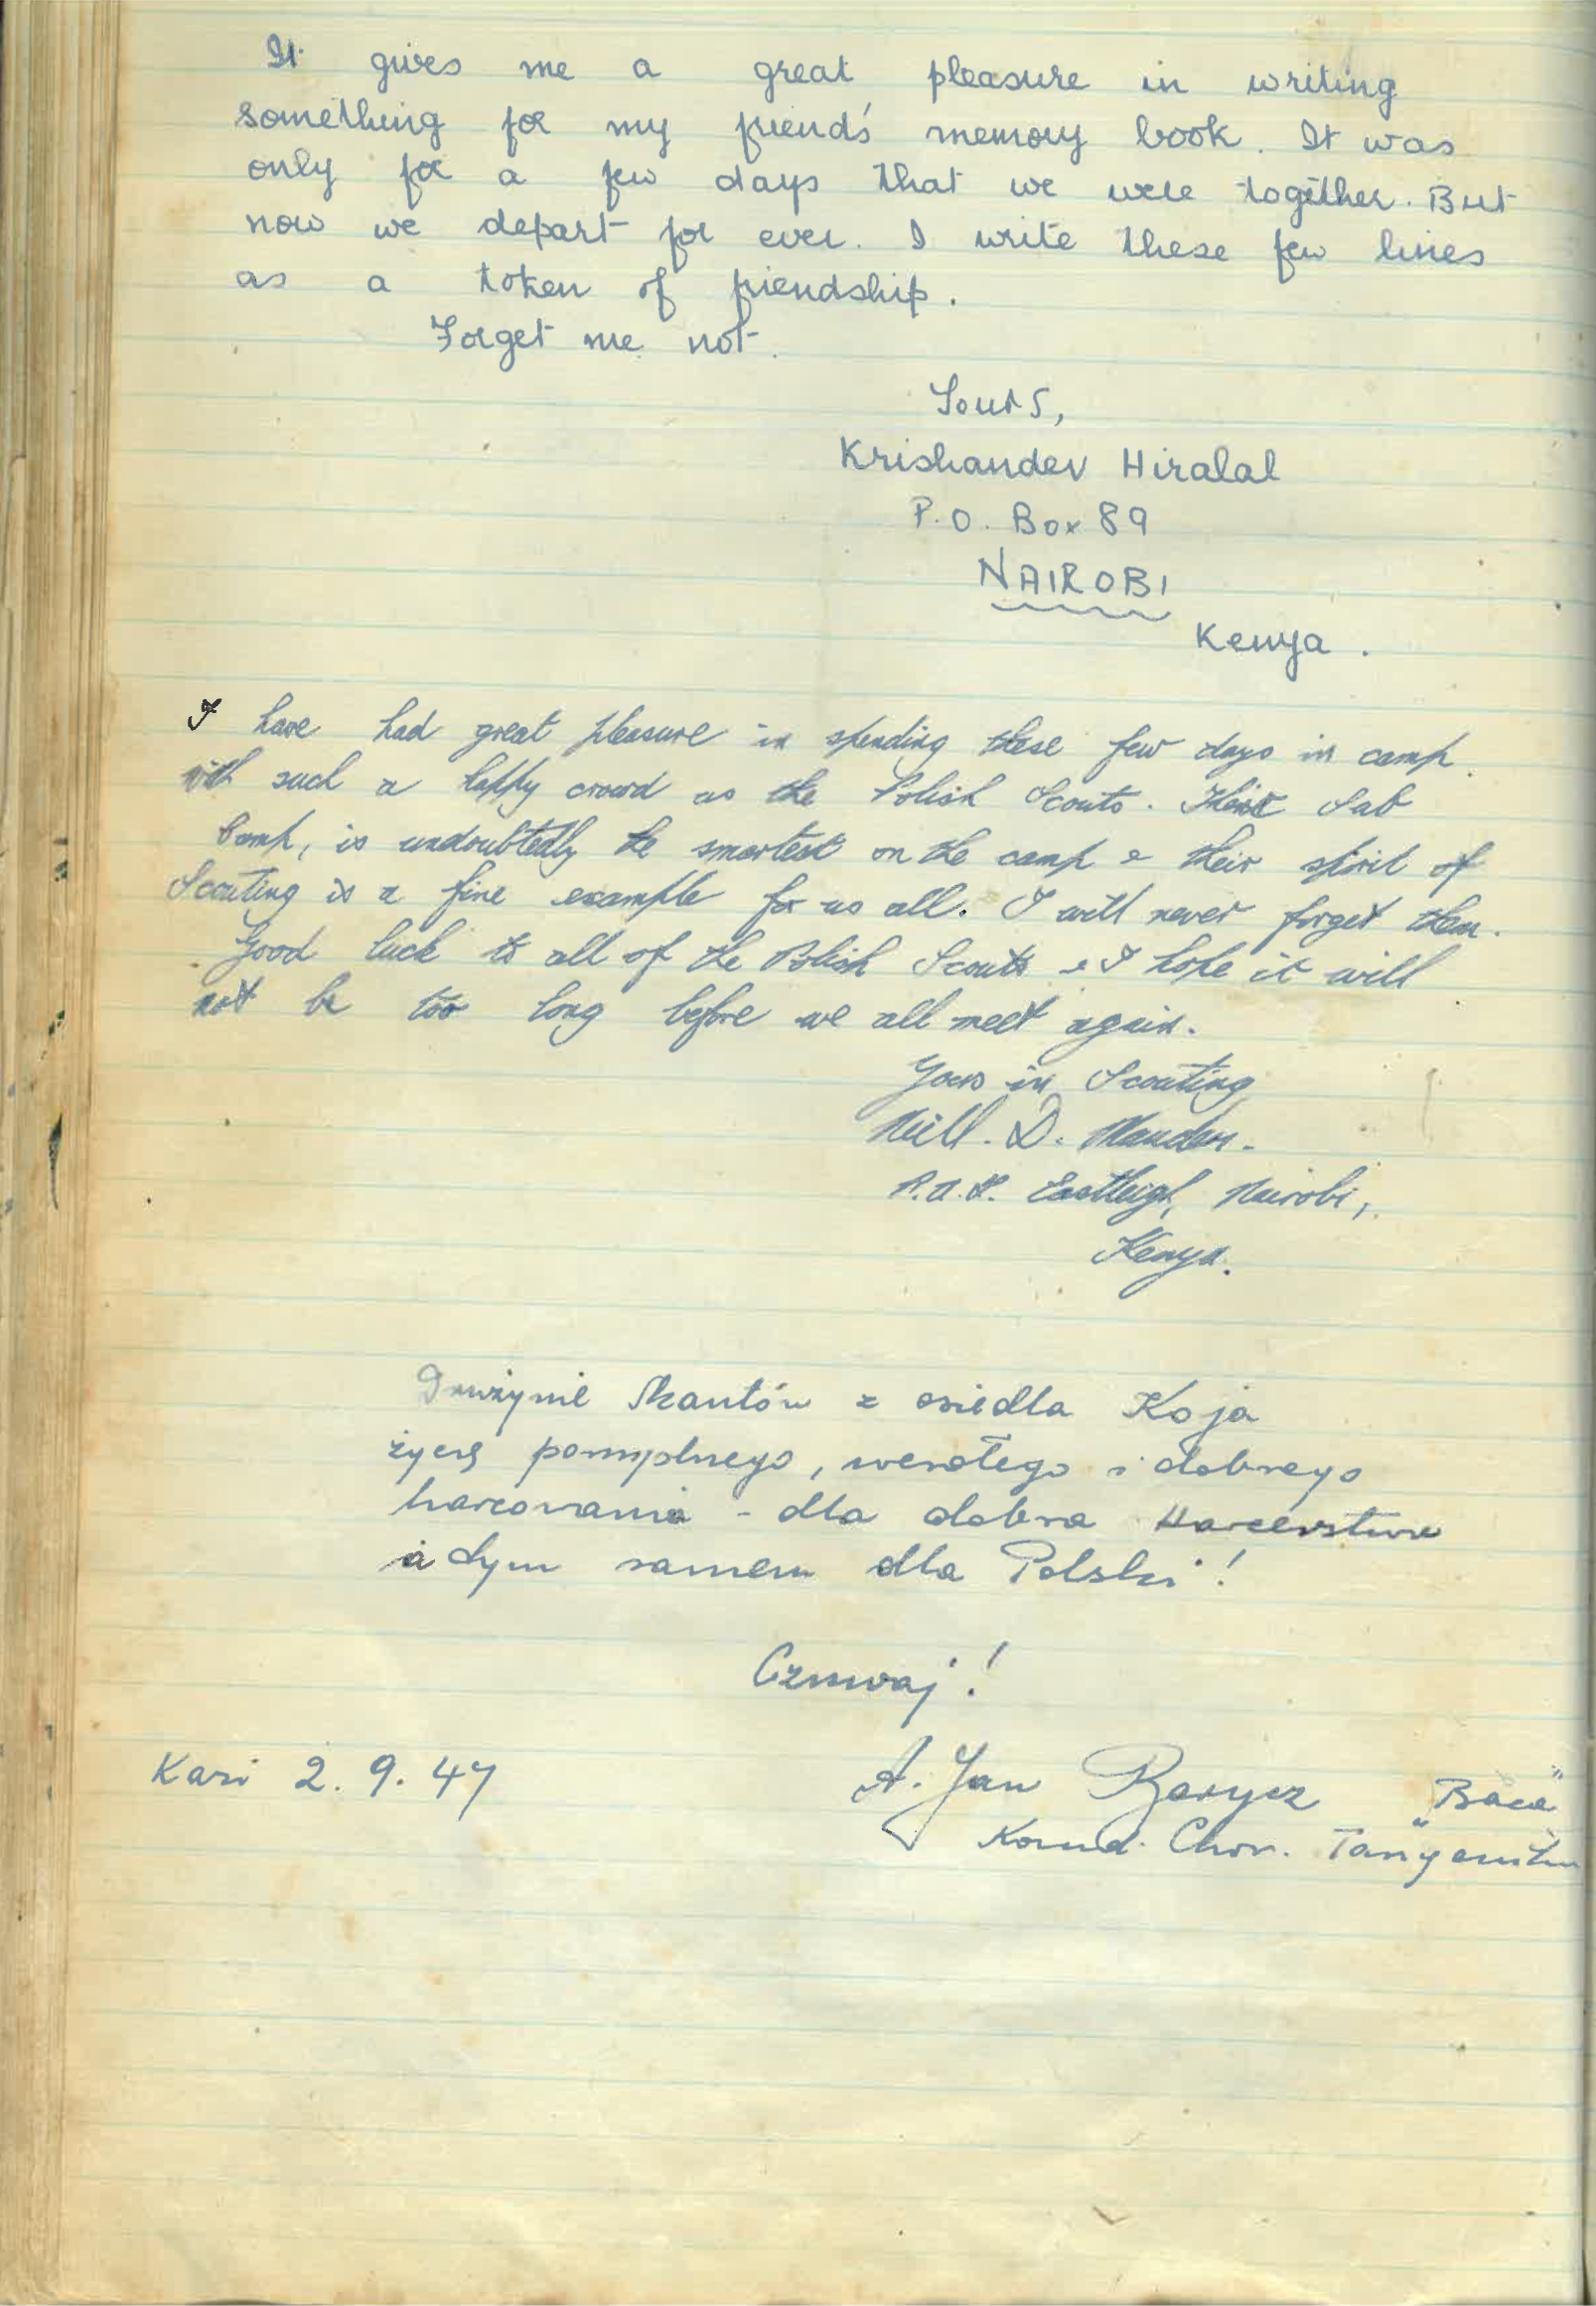 It gives me a great pleasure in writing
something for my friend's memory book. It was
only for a few days that we were together. But
now we depart for ever. I write these few lines
as a token of friendship.
Forget me not.
Yours,
Krishandev Hiralal
P.O. Box 89
NAIROBI
Kenya.
I have had great pleasure in spending these few days in camp
with such a happy crowd as the Polish Scouts. Their Sub
Camp, is undoubtedly the smartest on the camp & their spirit of
Scouting is a fine example for us all. I will never forget them.
Good luck to all of the Polish Scouts & I hope it will
not be too long before we all meet again.
Yours in Scouting
Neill. D.
Eastleigh, Nairobi,
Kenya.
Drużynie Skautów z osiedla Koja
życzę pomyślnego, wesołego i dobrego
harcowania - dla dobra Harcerstwa
a tym samem dla Polski!
Czuwaj!
Kari 2.9.47
A. Jan "Baca"
Komd. Chor. Tanganika